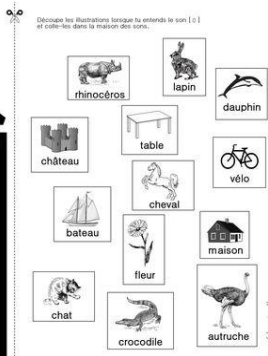 Découpe les illustrations lorsque tu entends le son [o]
et colle-les dans la maison des sons.
rhinocéros
lapin
dauphin
château
table
vélo
cheval
bateau
maison
fleur
chat
crocodile
autruche